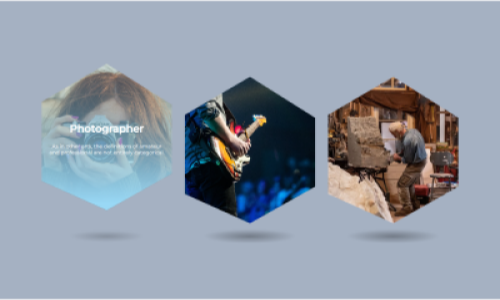 Photographer
As in other arts, the definitions of amateur
and professional are not entirely categorical.